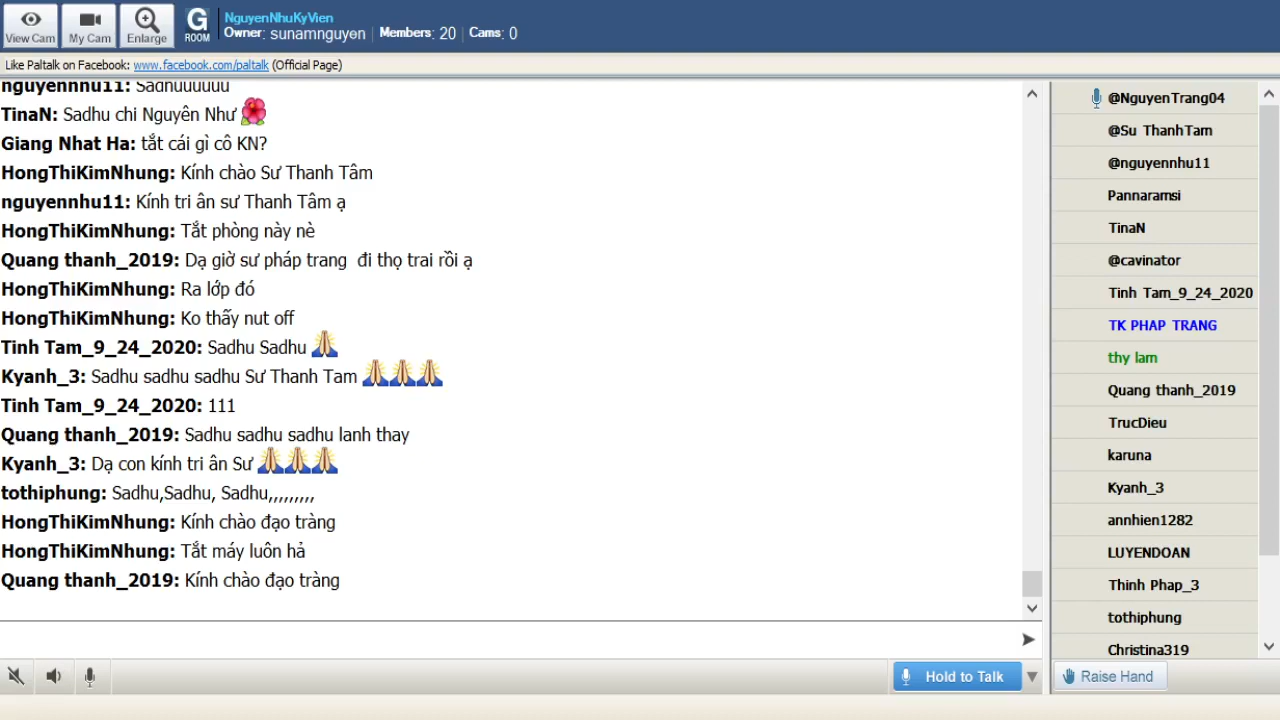 View Cam
My Cam
Enlarge
G
ROOM
NguyenNhuKyVien
Owner: sunamnguyen | Members: 20 | Cams: 0
Like Paltalk on Facebook: www.facebook.com/paltalk (Official Page)
nguyennhu11: Sadhuuuuuu
TinaN: Sadhu chi Nguyên Như
Giang Nhat Ha: tắt cái gì cô KN?
HongThiKimNhung: Kính chào Sư Thanh Tâm
nguyennhu11: Kính tri ân sư Thanh Tâm ạ
HongThiKimNhung: Tắt phòng này nè
Quang thanh_2019: Dạ giờ sư pháp trang đi thọ trai rồi ạ
HongThiKimNhung: Ra lớp đó
HongThiKimNhung: Ko thấy nut off
Tinh Tam_9_24_2020: Sadhu Sadhu
Kyanh_3: Sadhu sadhu sadhu Sư Thanh Tam
Tinh Tam_9_24_2020: 111
Quang thanh_2019: Sadhu sadhu sadhu lanh thay
Kyanh_3: Dạ con kính tri ân Sư
tothiphung: Sadhu,Sadhu, Sadhu,,,,,,,,,
HongThiKimNhung: Kính chào đạo tràng
HongThiKimNhung: Tắt máy luôn hả
Quang thanh_2019: Kính chào đạo tràng
Hold to Talk
@NguyenTrang04
@Su ThanhTam
@nguyennhu11
Pannaramsi
TinaN
@cavinator
Tinh Tam_9_24_2020
TK PHAP TRANG
thy lam
Quang thanh_2019
TrucDieu
karuna
Kyanh_3
annhien1282
LUYENDOAN
Thinh Phap_3
tothiphung
Christina319
Raise Hand